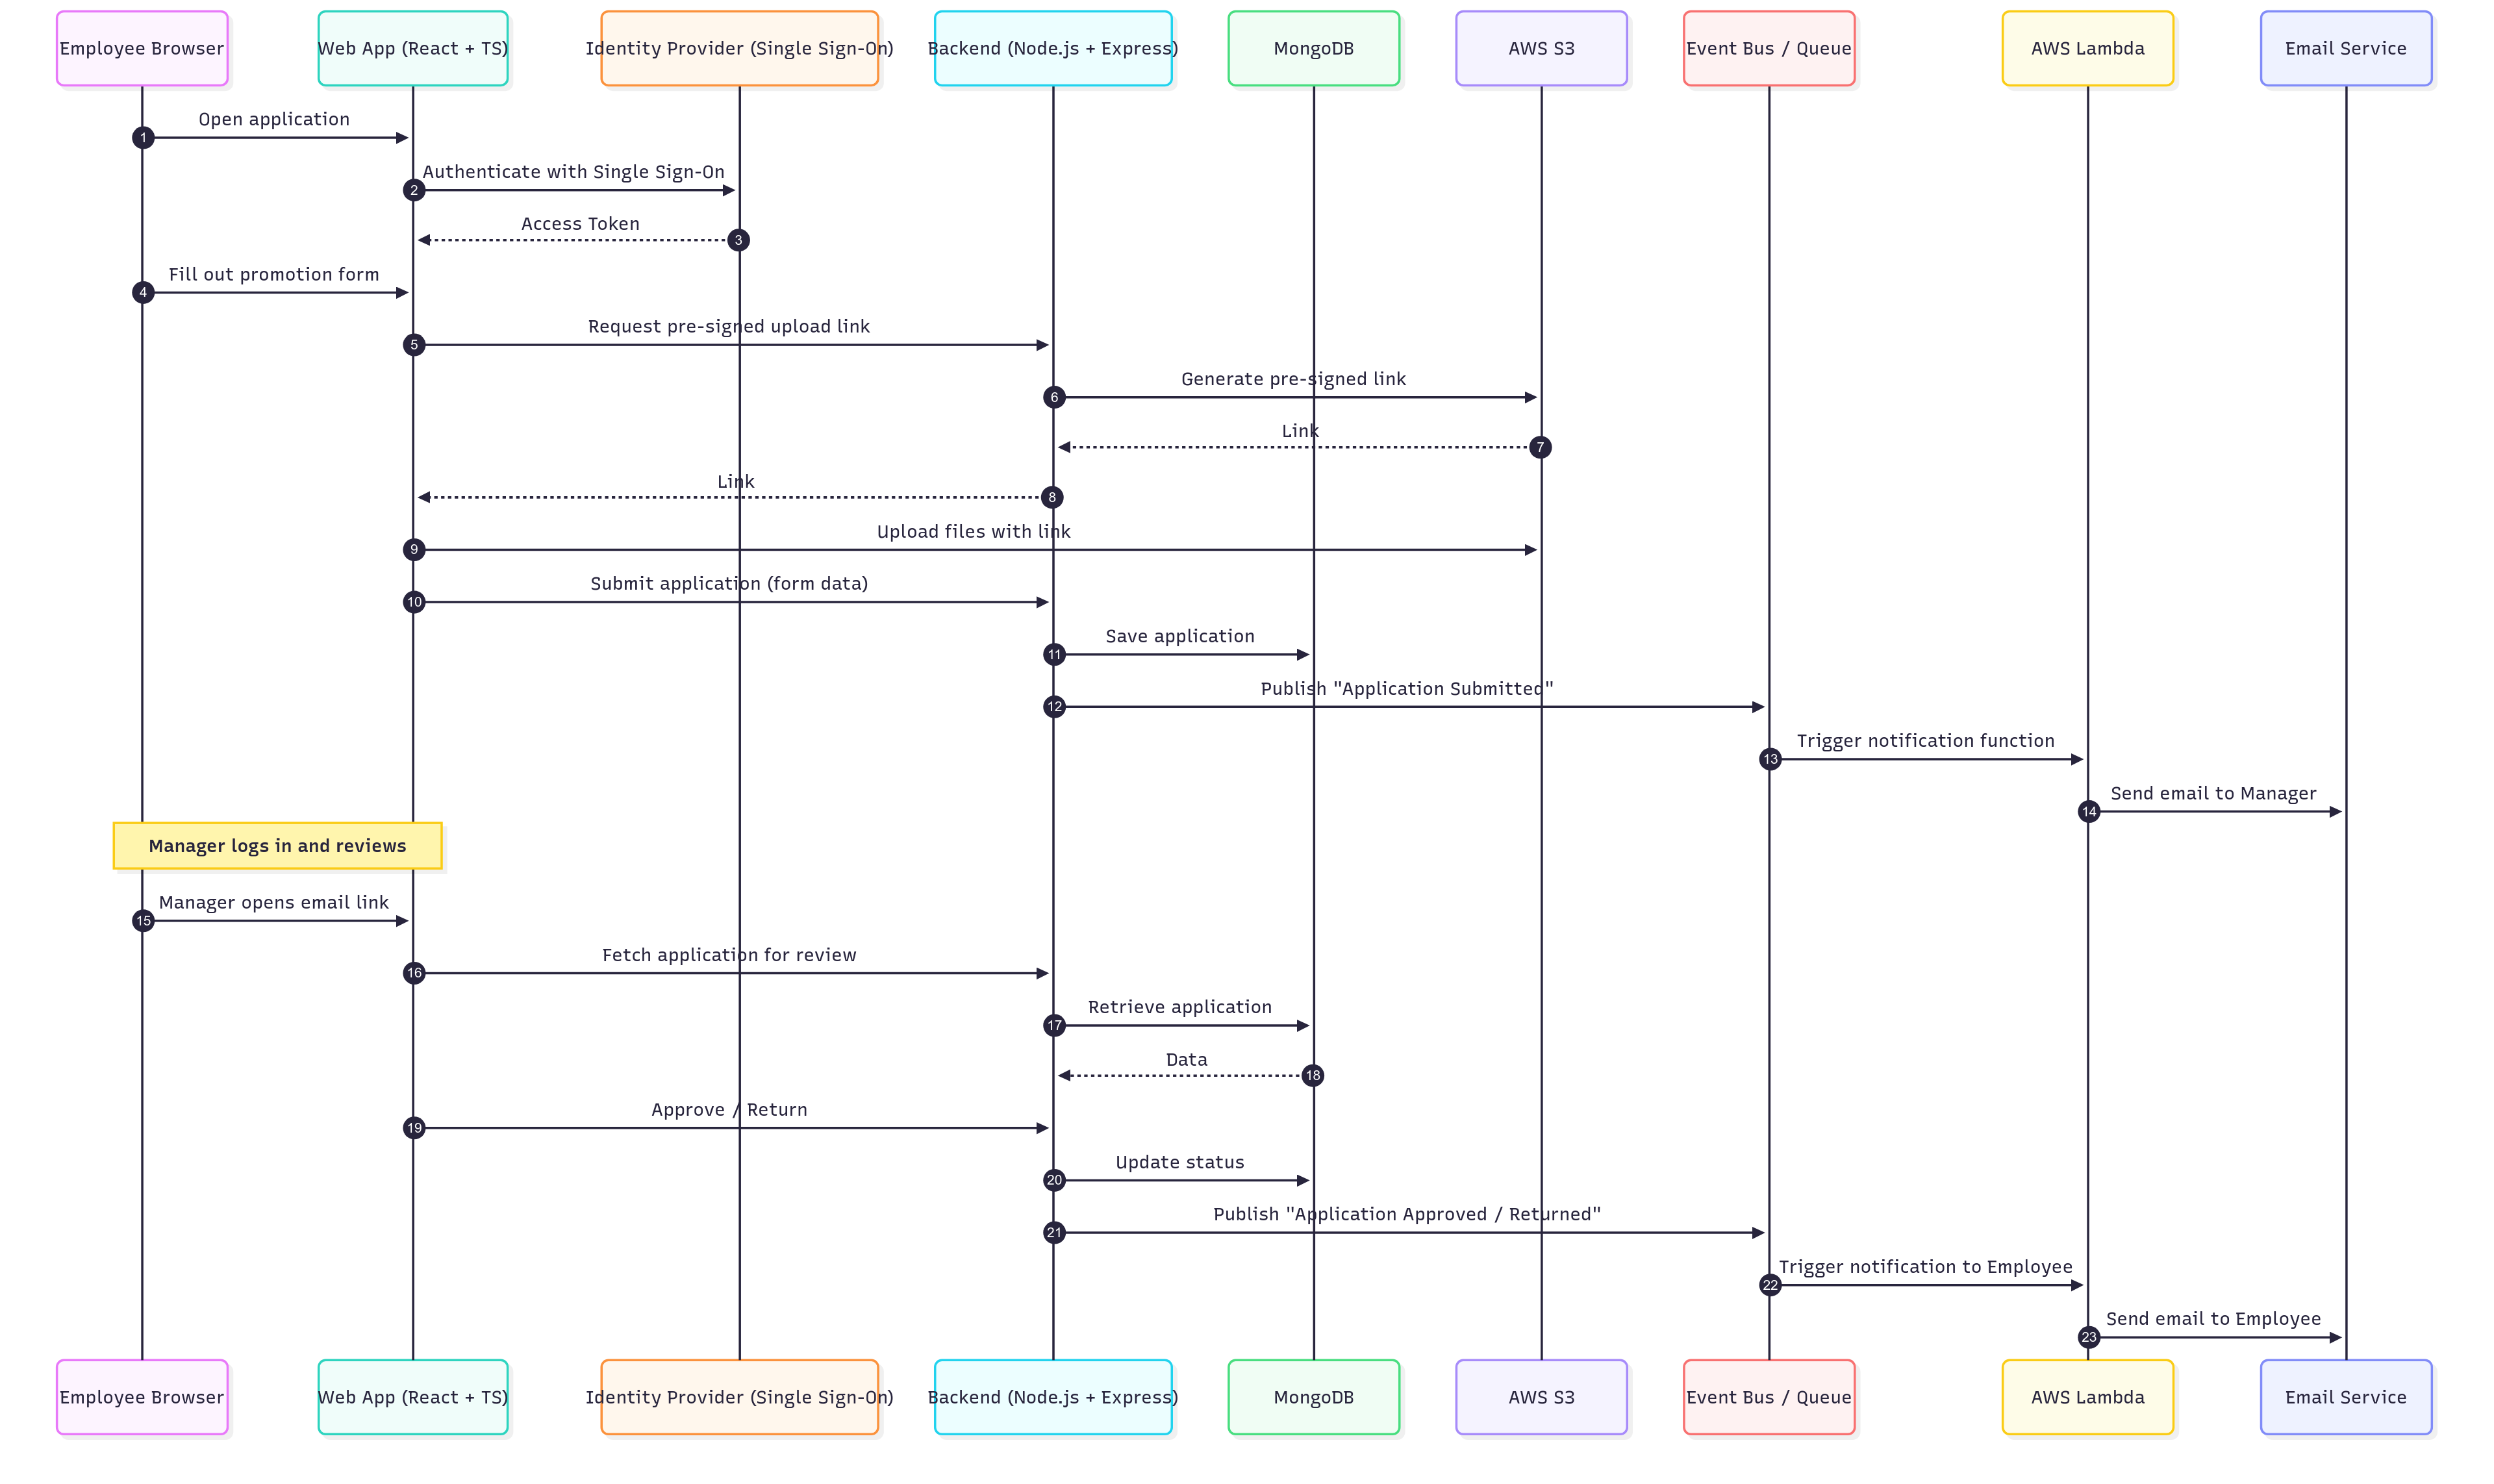 Employee Browser
Web App (React + TS)
Identity Provider (Single Sign-On)
Backend (Node.js + Express)
MongoDB
AWS S3
Event Bus / Queue
AWS Lambda
Email Service
Open application
1
Authenticate with Single Sign-On
2
Access Token
3
Fill out promotion form
4
Request pre-signed upload link
5
Generate pre-signed link
6
Link
7
Link
8
Upload files with link
9
Submit application (form data)
10
Save application
11
Publish "Application Submitted"
12
Trigger notification function
13
Send email to Manager
14
Manager logs in and reviews
Manager opens email link
15
Fetch application for review
16
Retrieve application
17
Data
18
Approve / Return
19
Update status
20
Publish "Application Approved / Returned"
21
Trigger notification to Employee
22
Send email to Employee
23
Employee Browser
Web App (React + TS)
Identity Provider (Single Sign-On)
Backend (Node.js + Express)
MongoDB
AWS S3
Event Bus / Queue
AWS Lambda
Email Service